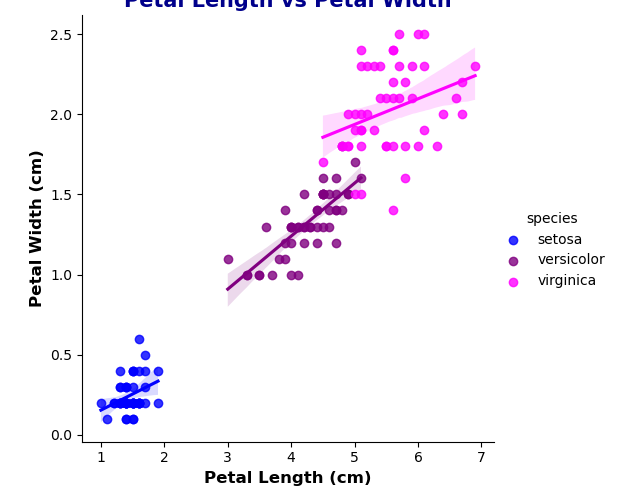 Petal Length vs Petal Width
2.5
2.0
1.5
1.0
0.5
0.0
Petal Width (cm)
1 2 3 4 5 6 7
Petal Length (cm)
species
setosa
versicolor
virginica